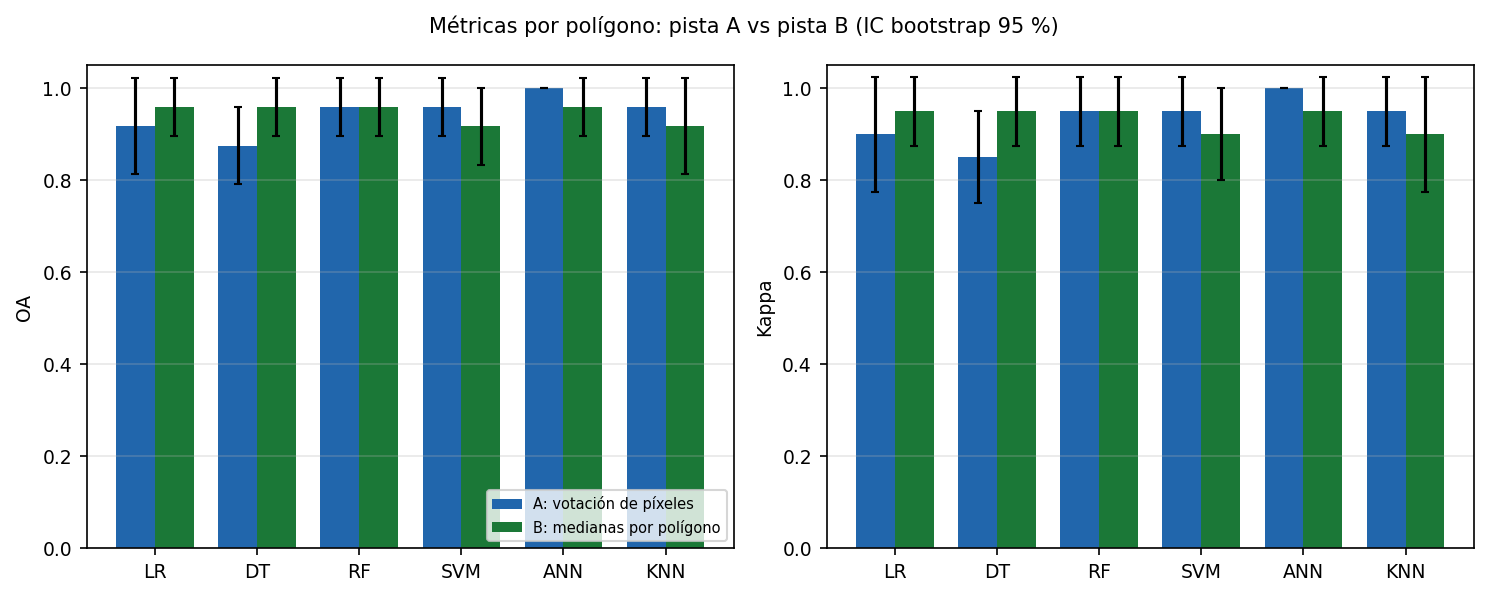 Métricas por polígono: pista A vs pista B (IC bootstrap 95 %)
OA
1.0
0.8
0.6
0.4
0.2
0.0
LR DT RF SVM ANN KNN
A: votación de píxeles
B: medianas por polígono
Kappa
1.0
0.8
0.6
0.4
0.2
0.0
LR DT RF SVM ANN KNN